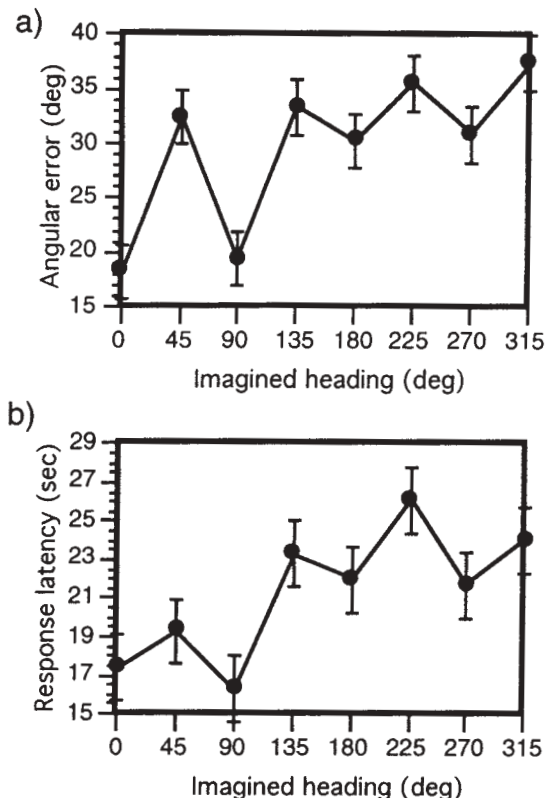 a)
Angular error (deg)
40
35
30
25
20
15
0 45 90 135 180 225 270 315
Imagined heading (deg)
b)
Response latency (sec)
29
27
25
23
21
19
17
15
0 45 90 135 180 225 270 315
Imagined heading (deg)